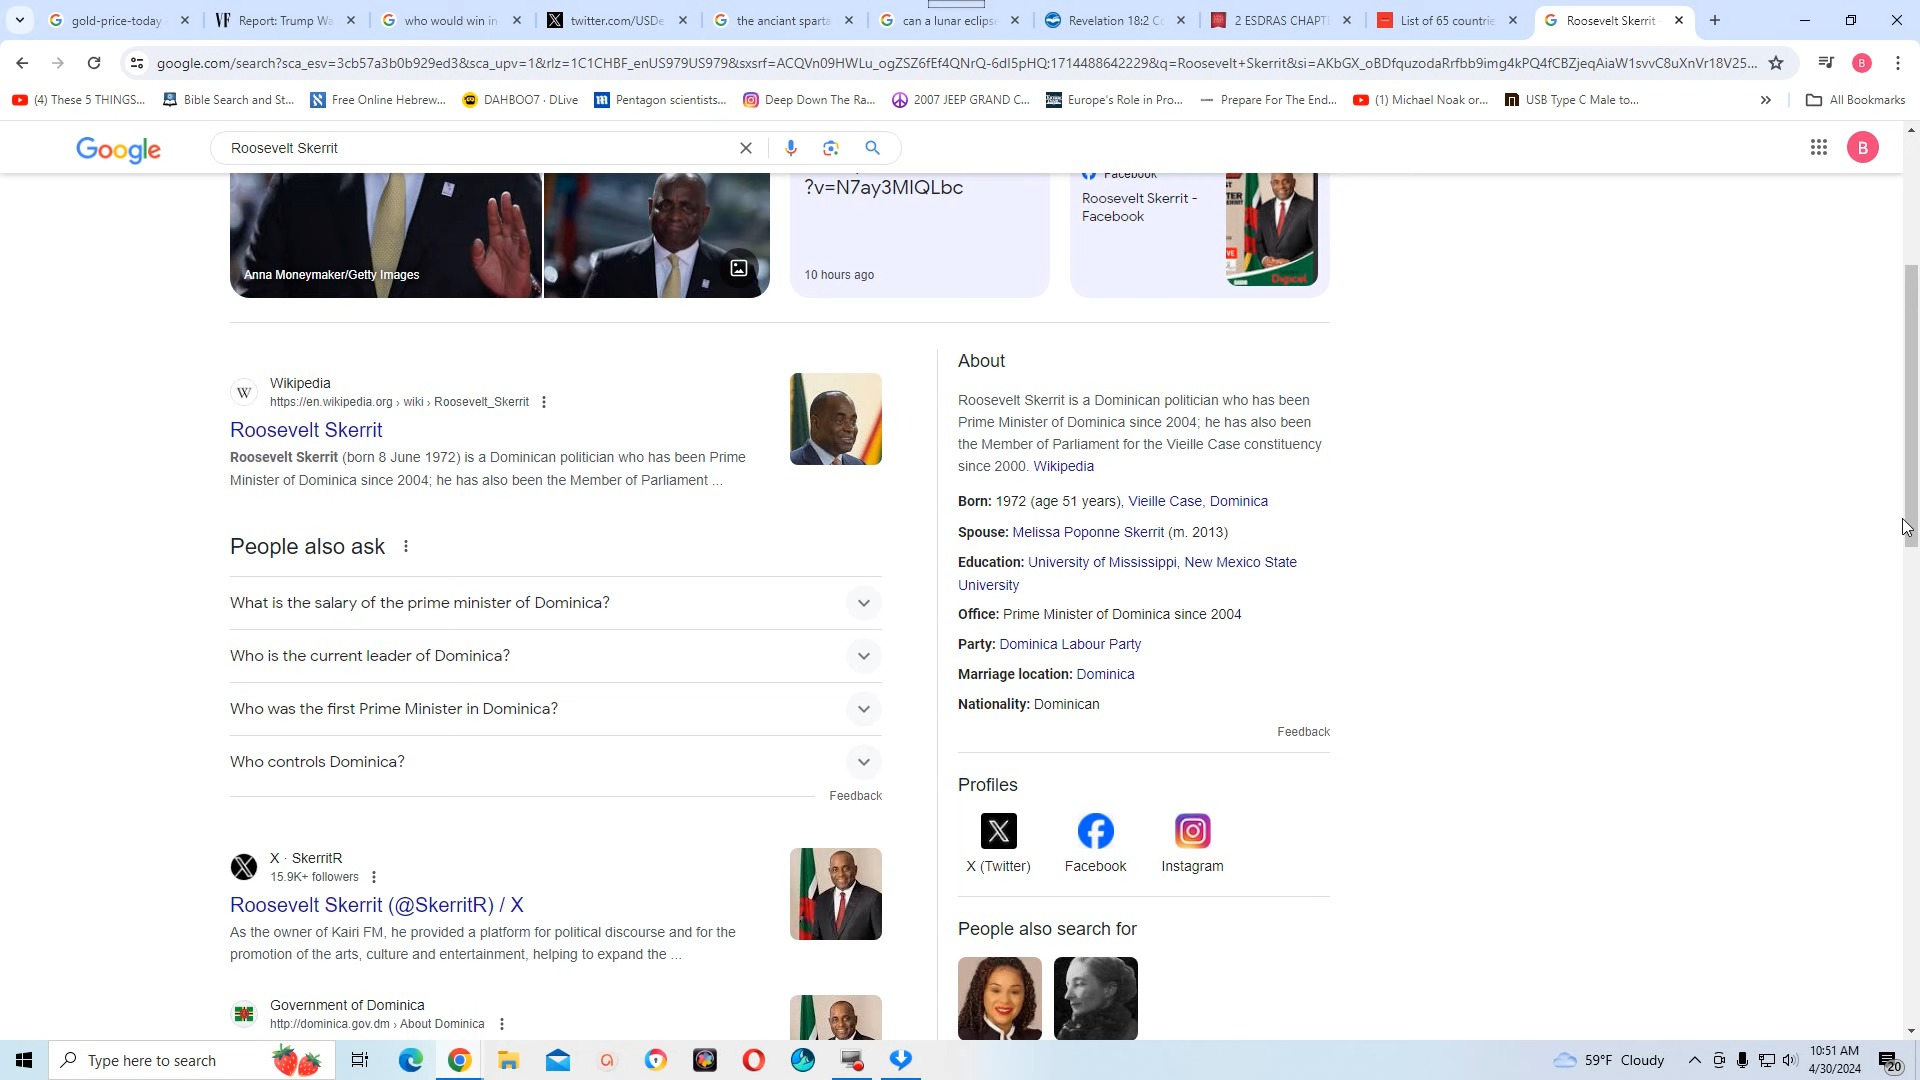 gold-price-today
Report: Trump Wa
who would win in
twitter.com/USDe
the anciant sparta
can a lunar eclipse
Revelation 18:2 Co
2 ESDRAS CHAPT
List of 65 countrie
Roosevelt Skerrit
google.com/search?sca_esv=3cb57a3b0b929ed3&sca_upv=1&rlz=1C1CHBF_enUS979US979&sxsrf=ACQVn09HWLu_ogZSZ6fEf4QNrQ-6dI5pHQ:1714488642229&q=Roosevelt+Skerrit&si=AKbGX_oBDfquzodaRrfbb9img4kPQ4fCBZjeqAiaW1svvC8uXnVr18V25...
B
(4) These 5 THINGS...
Bible Search and St...
Free Online Hebrew...
DAHBOO7 · DLive
Pentagon scientists...
Deep Down The Ra...
2007 JEEP GRAND C...
Europe's Role in Pro...
Prepare For The End...
(1) Michael Noak or...
USB Type C Male to...
All Bookmarks
Google
Roosevelt Skerrit
B
Anna Moneymaker/Getty Images
?v=N7ay3MIQLbc
10 hours ago
Facebook
Roosevelt Skerrit -
Facebook
Digicel
W
Wikipedia
https://en.wikipedia.org › wiki › Roosevelt_Skerrit
Roosevelt Skerrit
Roosevelt Skerrit (born 8 June 1972) is a Dominican politician who has been Prime
Minister of Dominica since 2004; he has also been the Member of Parliament ...
People also ask
What is the salary of the prime minister of Dominica?
Who is the current leader of Dominica?
Who was the first Prime Minister in Dominica?
Who controls Dominica?
Feedback
X · SkerritR
15.9K+ followers
Roosevelt Skerrit (@SkerritR) / X
As the owner of Kairi FM, he provided a platform for political discourse and for the
promotion of the arts, culture and entertainment, helping to expand the ...
Government of Dominica
http://dominica.gov.dm › About Dominica
About
Roosevelt Skerrit is a Dominican politician who has been
Prime Minister of Dominica since 2004; he has also been
the Member of Parliament for the Vieille Case constituency
since 2000. Wikipedia
Born: 1972 (age 51 years), Vieille Case, Dominica
Spouse: Melissa Poponne Skerrit (m. 2013)
Education: University of Mississippi, New Mexico State
University
Office: Prime Minister of Dominica since 2004
Party: Dominica Labour Party
Marriage location: Dominica
Nationality: Dominican
Feedback
Profiles
X (Twitter)
Facebook
Instagram
People also search for
Type here to search
59°F Cloudy
10:51 AM
4/30/2024
20